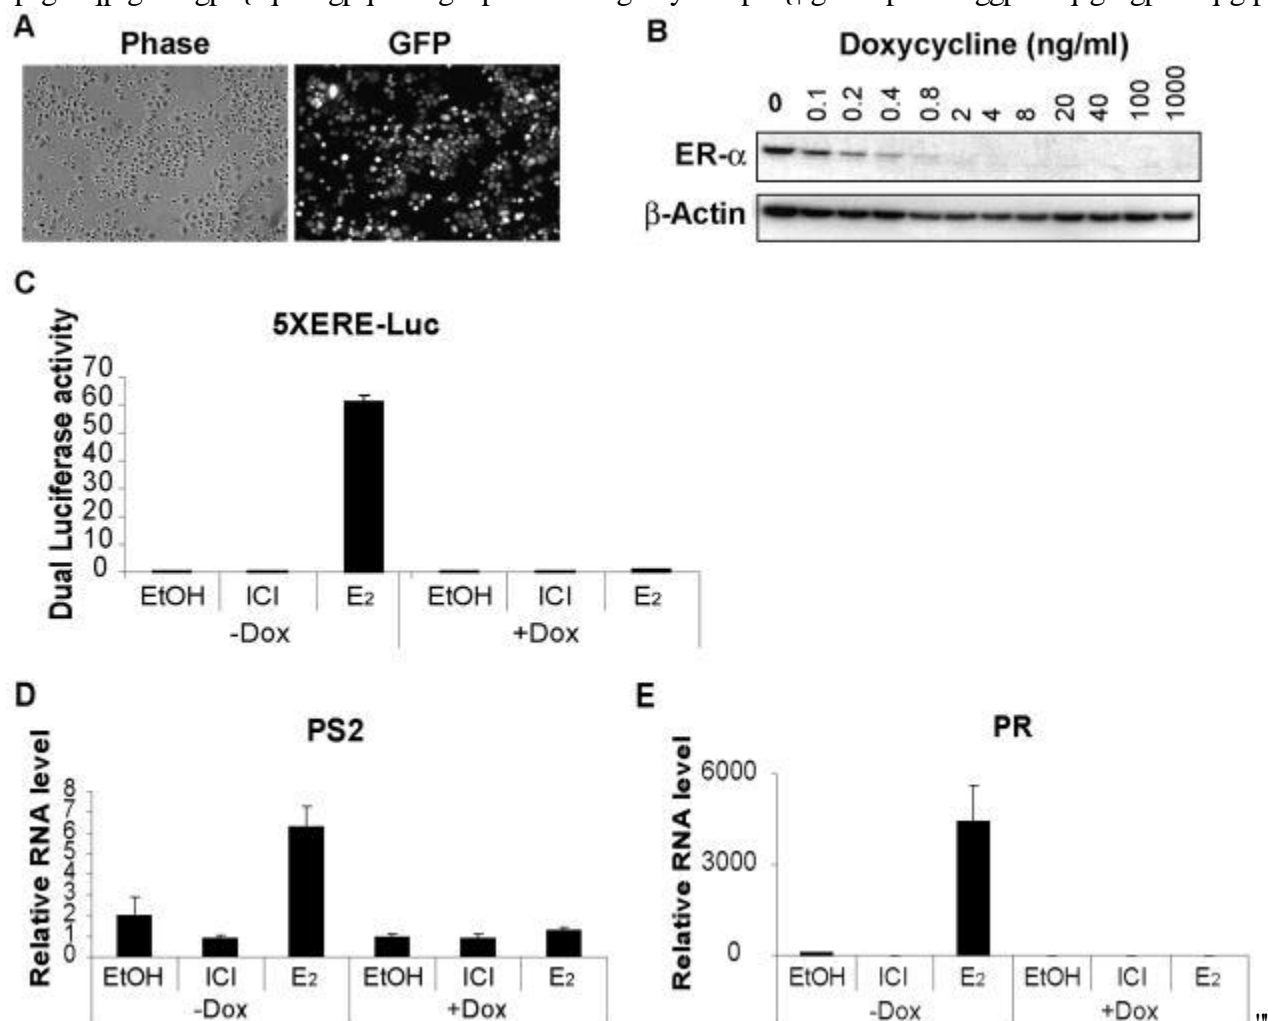 A
Phase
GFP
B
Doxycycline (ng/ml)
0 0.1 0.2 0.4 0.8 2 4 8 20 40 100 1000
ER-α
β-Actin
C
5XERE-Luc
Dual Luciferase activity
70
60
50
40
30
20
10
0
EtOH ICI E2 EtOH ICI E2
-Dox +Dox
D
PS2
Relative RNA level
8
7
6
5
4
3
2
1
0
EtOH ICI E2 EtOH ICI E2
-Dox +Dox
E
PR
Relative RNA level
6000
3000
0
EtOH ICI E2 EtOH ICI E2
-Dox +Dox